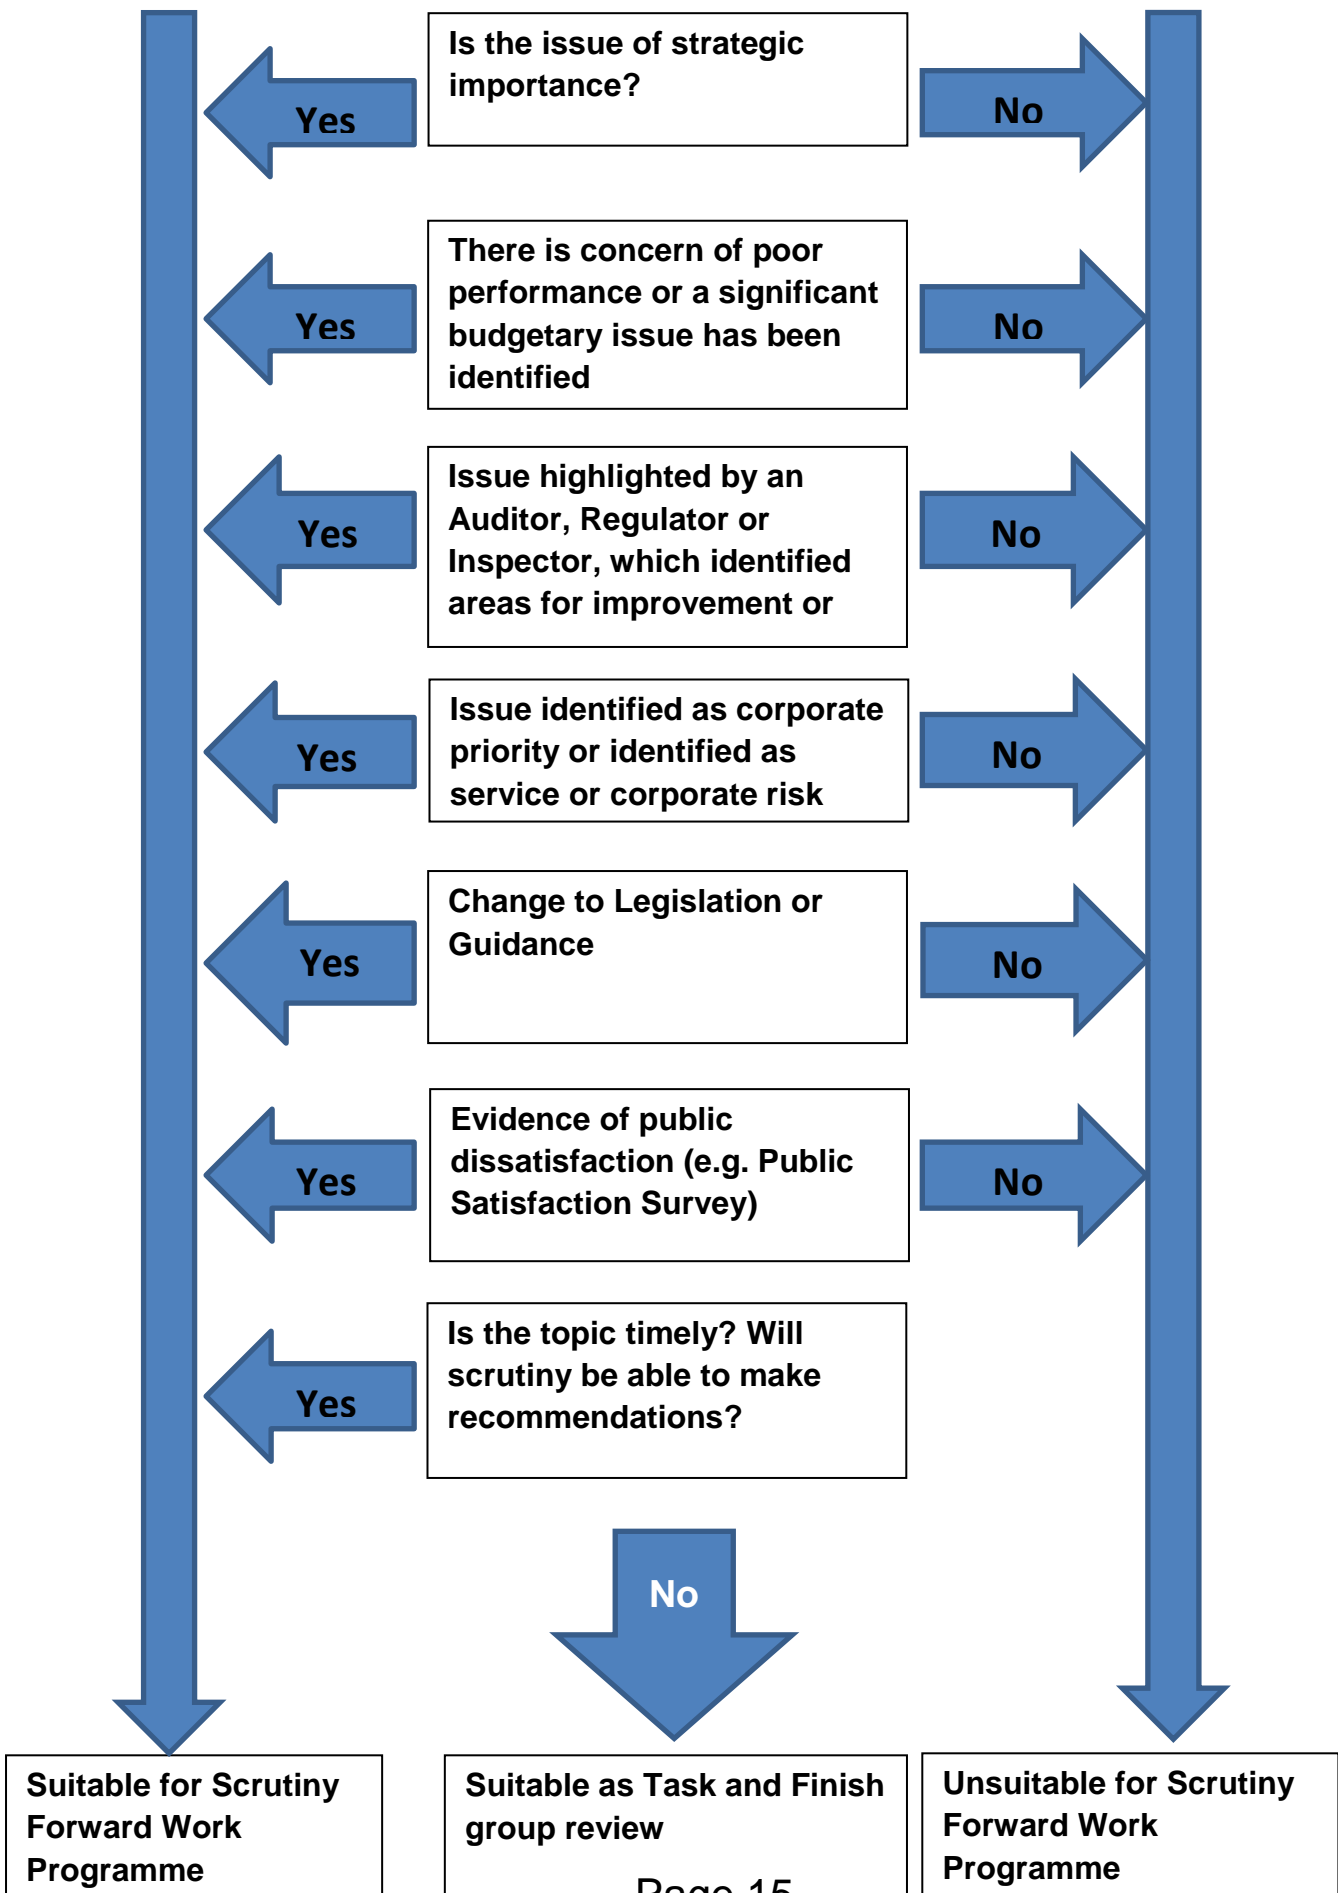 Is the issue of strategic
importance?
Yes
No
There is concern of poor
performance or a significant
budgetary issue has been
identified
Yes
No
Issue highlighted by an
Auditor, Regulator or
Inspector, which identified
areas for improvement or
Yes
No
Issue identified as corporate
priority or identified as
service or corporate risk
Yes
No
Change to Legislation or
Guidance
Yes
No
Evidence of public
dissatisfaction (e.g. Public
Satisfaction Survey)
Yes
No
Is the topic timely? Will
scrutiny be able to make
recommendations?
Yes
No
Suitable for Scrutiny
Forward Work
Programme
Suitable as Task and Finish
group review
Unsuitable for Scrutiny
Forward Work
Programme
Page 15